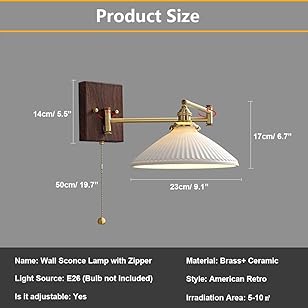 Product Size
14cm/ 5.5"
17cm/ 6.7"
50cm/ 19.7"
23cm/ 9.1"
Name: Wall Sconce Lamp with Zipper
Material: Brass+ Ceramic
Light Source: E26 (Bulb not included)
Style: American Retro
Is it adjustable: Yes
Irradiation Area: 5-10㎡